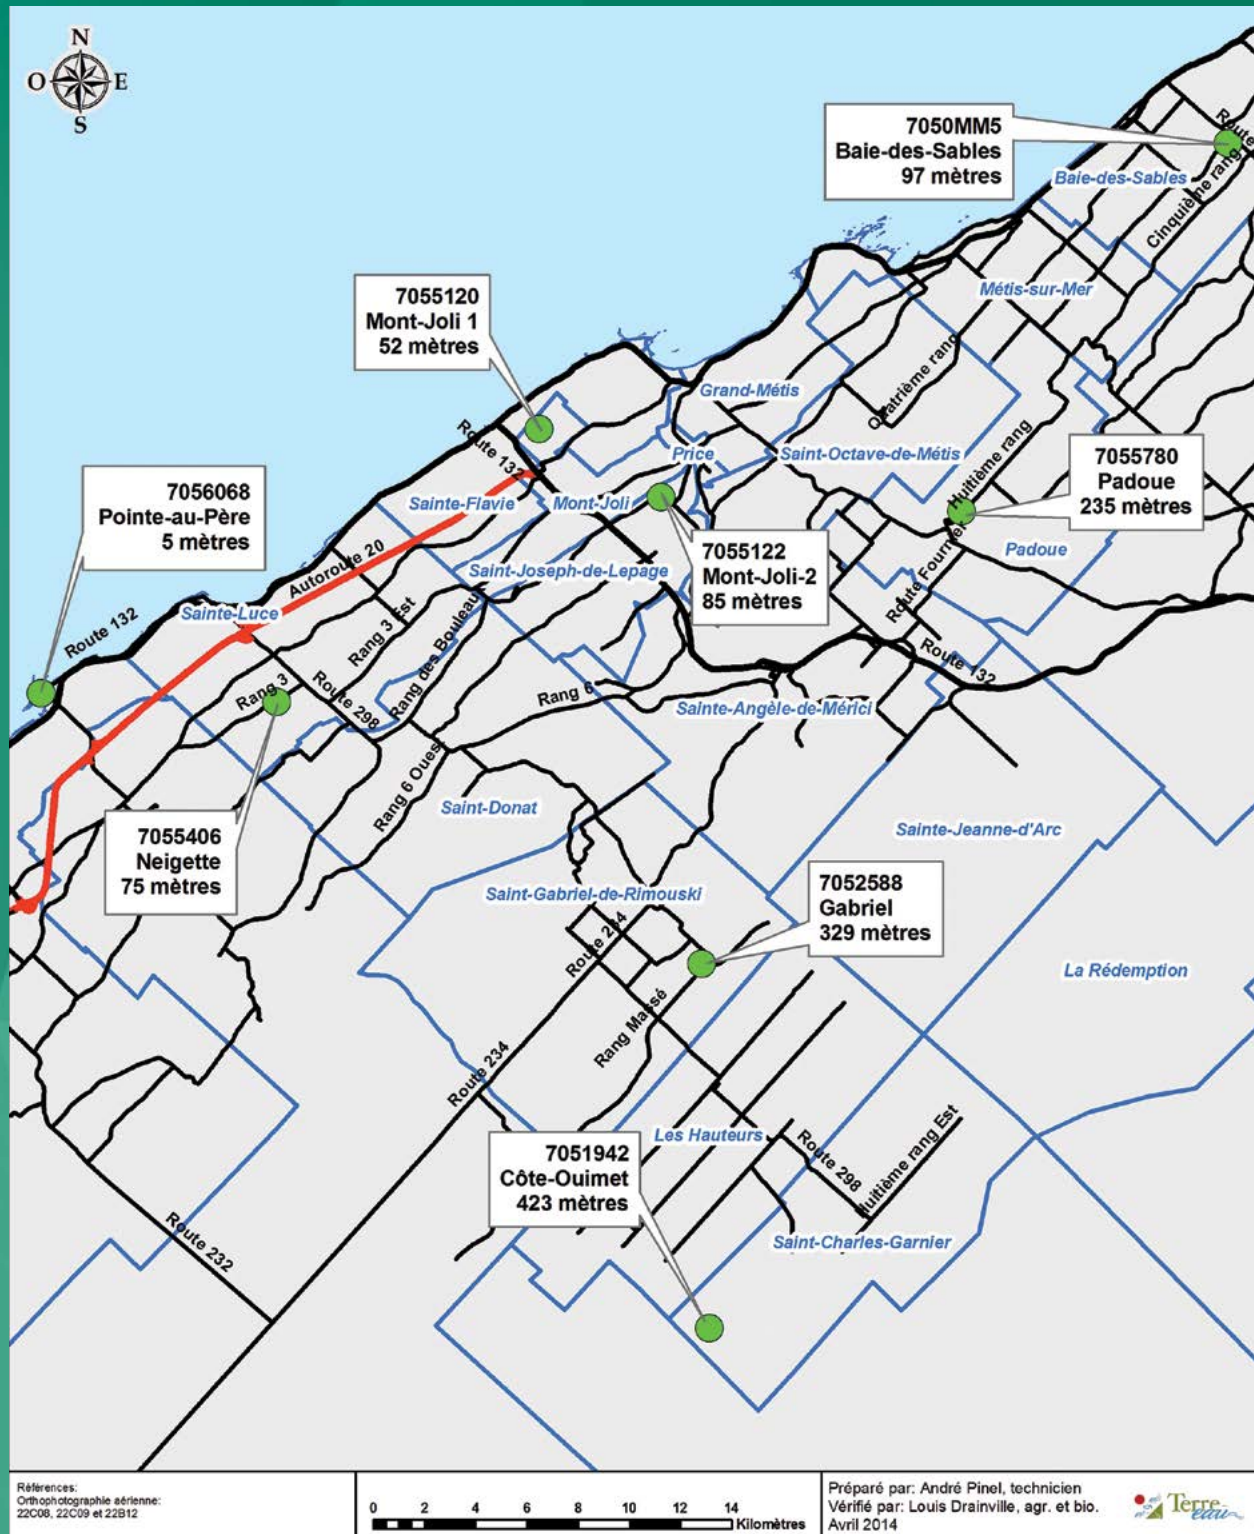 N
O
E
S
7050MM5
Baie-des-Sables
97 mètres
Route
Baie-des-Sables
Cinquième rang
7055120
Mont-Joli 1
52 mètres
Métis-sur-Mer
Grand-Métis
Quatrième rang
Route 132
Price
Saint-Octave-de-Métis
Huitième rang
7055780
Padoue
235 mètres
7056068
Pointe-au-Père
5 mètres
Sainte-Flavie
Mont-Joli
7055122
Mont-Joli-2
85 mètres
Padoue
Autoroute 20
Saint-Joseph-de-Lepage
Route Fournier
Sainte-Luce
Route 132
Rang 3 Est
Rang des Bouleau
Route 132
Rang 3
Route 298
Rang 6
Sainte-Angèle-de-Mérici
Rang 6 Oues
Saint-Donat
7055406
Neigette
75 mètres
Sainte-Jeanne-d'Arc
Saint-Gabriel-de-Rimouski
7052588
Gabriel
329 mètres
Route 234
La Rédemption
Rang Massé
Route 234
7051942
Côte-Ouimet
423 mètres
Les Hauteurs
Route 298
Huitième rang Est
Route 232
Saint-Charles-Garnier
Références:
Orthophotographie aérienne:
22C08, 22C09 et 22B12
0 2 4 6 8 10 12 14
Kilomètres
Préparé par: André Pinel, technicien
Vérifié par: Louis Drainville, agr. et bio.
Avril 2014
Terre-
eau